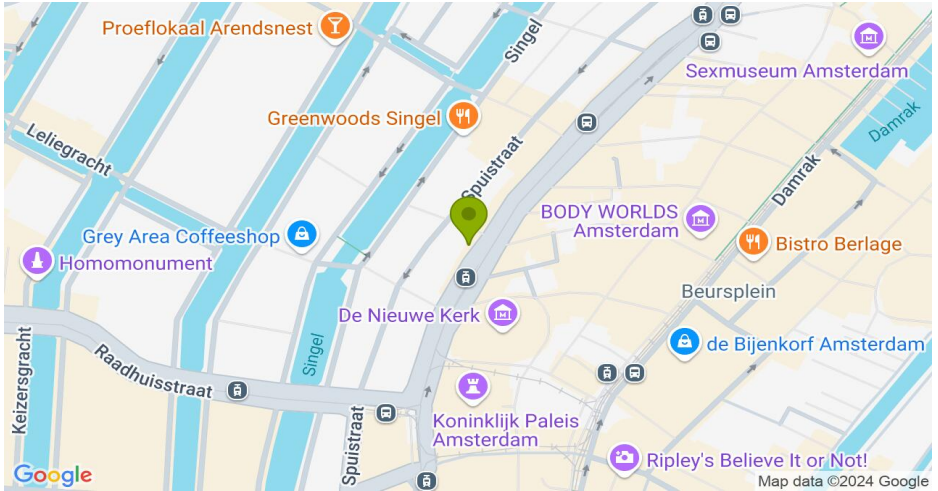 Proeflokaal Arendsnest
Singel
Sexmuseum Amsterdam
Greenwoods Singel
Damrak
Leliegracht
Spuistraat
Damrak
BODY WORLDS
Amsterdam
Grey Area Coffeeshop
Bistro Berlage
Homomonument
Beursplein
De Nieuwe Kerk
de Bijenkorf Amsterdam
Singel
Raadhuisstraat
Keizersgracht
Koninklijk Paleis
Amsterdam
Spuistraat
Ripley's Believe It or Not!
Google
Map data ©2024 Google